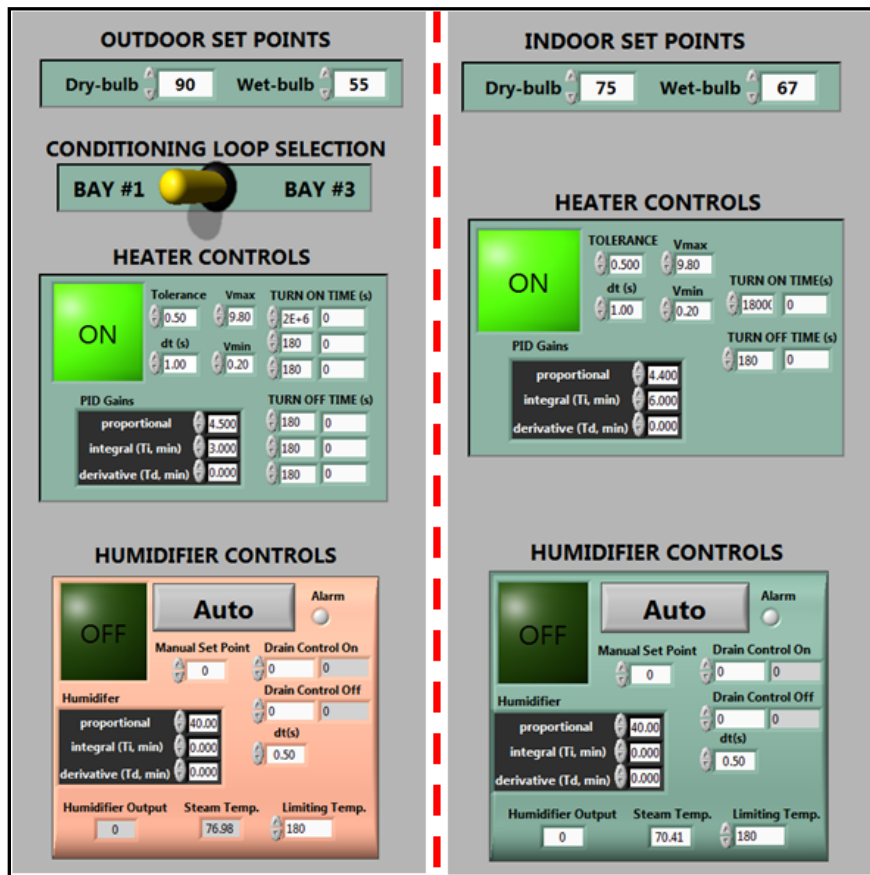 OUTDOOR SET POINTS
Dry-bulb 90 Wet-bulb 55
CONDITIONING LOOP SELECTION
BAY #1 BAY #3
HEATER CONTROLS
ON
Tolerance Vmax TURN ON TIME (s)
0.50 9.80 2E+6 0
180 0
dt (s) Vmin
1.00 0.20 180 0
PID Gains TURN OFF TIME (s)
proportional 4.500 180 0
integral (Ti, min) 3.000 180 0
derivative (Td, min) 0.000 180 0
HUMIDIFIER CONTROLS
OFF
Auto
Alarm
Manual Set Point Drain Control On
0 0 0
Drain Control Off
Humidifer 0 0
proportional 40.00 dt(s)
integral (Ti, min) 0.000 0.50
derivative (Td, min) 0.000
Humidifier Output Steam Temp. Limiting Temp.
0 76.98 180
INDOOR SET POINTS
Dry-bulb 75 Wet-bulb 67
HEATER CONTROLS
ON
TOLERANCE Vmax
0.500 9.80
dt (s) Vmin TURN ON TIME(s)
1.00 0.20 1800 0
TURN OFF TIME (s)
PID Gains 180 0
proportional 4.400
integral (Ti, min) 6.000
derivative (Td, min) 0.000
HUMIDIFIER CONTROLS
OFF
Auto
Alarm
Manual Set Point Drain Control On
0 0 0
Drain Control Off
Humidifier 0 0
proportional 40.00 dt(s)
integral (Ti, min) 0.000 0.50
derivative (Td, min) 0.000
Humidifier Output Steam Temp. Limiting Temp.
0 70.41 180